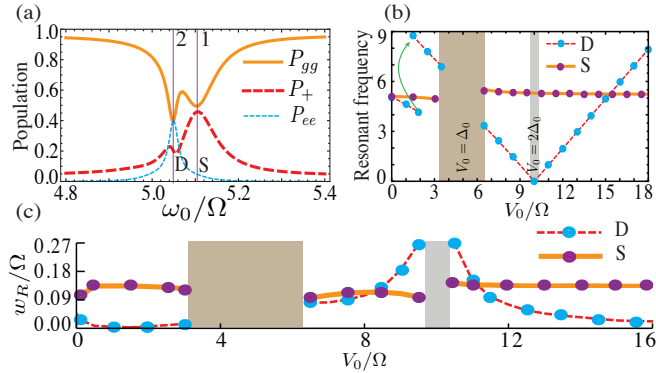 (a)
Population
1.0
0.8
0.6
0.4
0.2
0.0
2 1
P_gg
P_+
P_ee
D S
4.8 5.0 5.2 5.4
ω_0/Ω
(b)
Resonant frequency
10
5
0
D
S
V_0 = Δ_0
V_0 = 2Δ_0
0 3 6 9 12 15 18
V_0/Ω
(c)
w_R/Ω
0.27
0.18
0.09
0.00
D
S
0 4 8 12 16
V_0/Ω